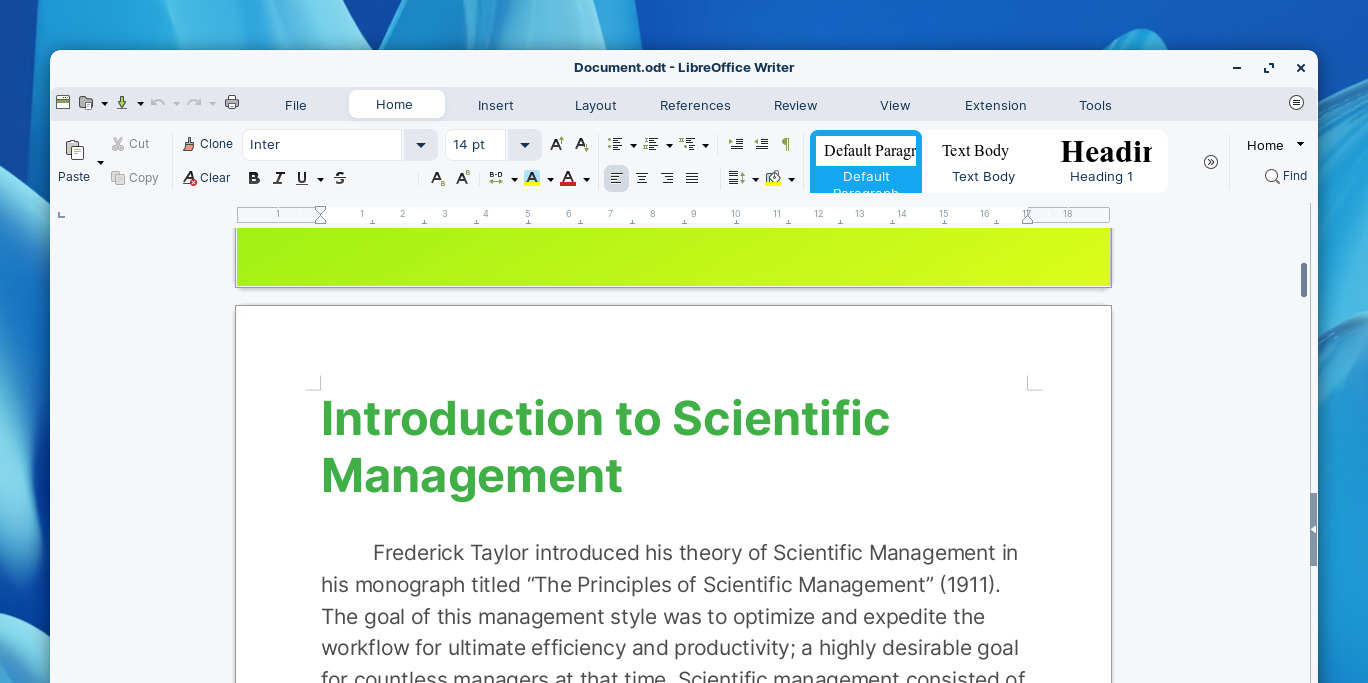 Document.odt - LibreOffice Writer
File Home Insert Layout References Review View Extension Tools
Paste
Cut
Copy
Clone
Clear
Inter
14 pt
Default Paragr
Default
Paragraph
Text Body
Text Body
Headin
Heading 1
Home
Find
1 1 2 3 4 5 6 7 8 9 10 11 12 13 14 15 16 17 18
Introduction to Scientific
Management
Frederick Taylor introduced his theory of Scientific Management in
his monograph titled “The Principles of Scientific Management” (1911).
The goal of this management style was to optimize and expedite the
workflow for ultimate efficiency and productivity; a highly desirable goal
for countless managers at that time. Scientific management consisted of